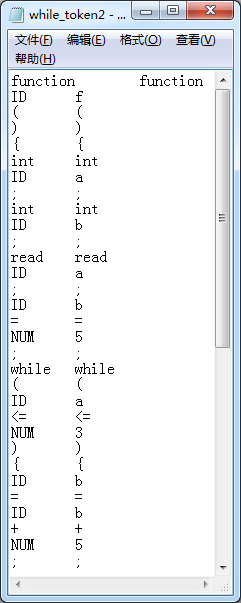 while_token2 - ...
文件(F) 编辑(E) 格式(O) 查看(V)
帮助(H)
function function
ID f
( (
) )
{ {
int int
ID a
; ;
int int
ID b
; ;
read read
ID a
; ;
ID b
= =
NUM 5
; ;
while while
( (
ID a
<= <=
NUM 3
) )
{ {
ID b
= =
ID b
+ +
NUM 5
; ;